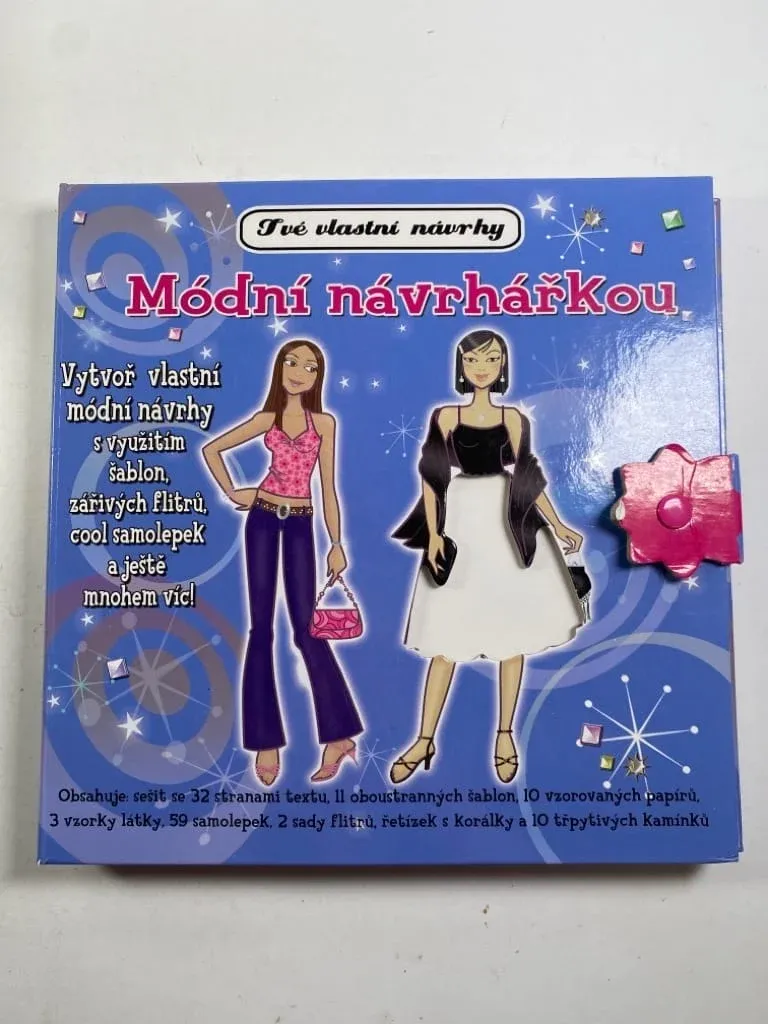 Tvé vlastní návrhy
Módní návrhářkou
Vytvoř vlastní
módní návrhy
s využitím
šablon,
zářivých flitrů,
cool samolepek
a ještě
mnohem víc!
Obsahuje: sešit se 32 stranami textu, 11 oboustranných šablon, 10 vzorovaných papírů,
3 vzorky látky, 59 samolepek, 2 sady flitrů, řetízek s korálky a 10 třpytivých kamínků